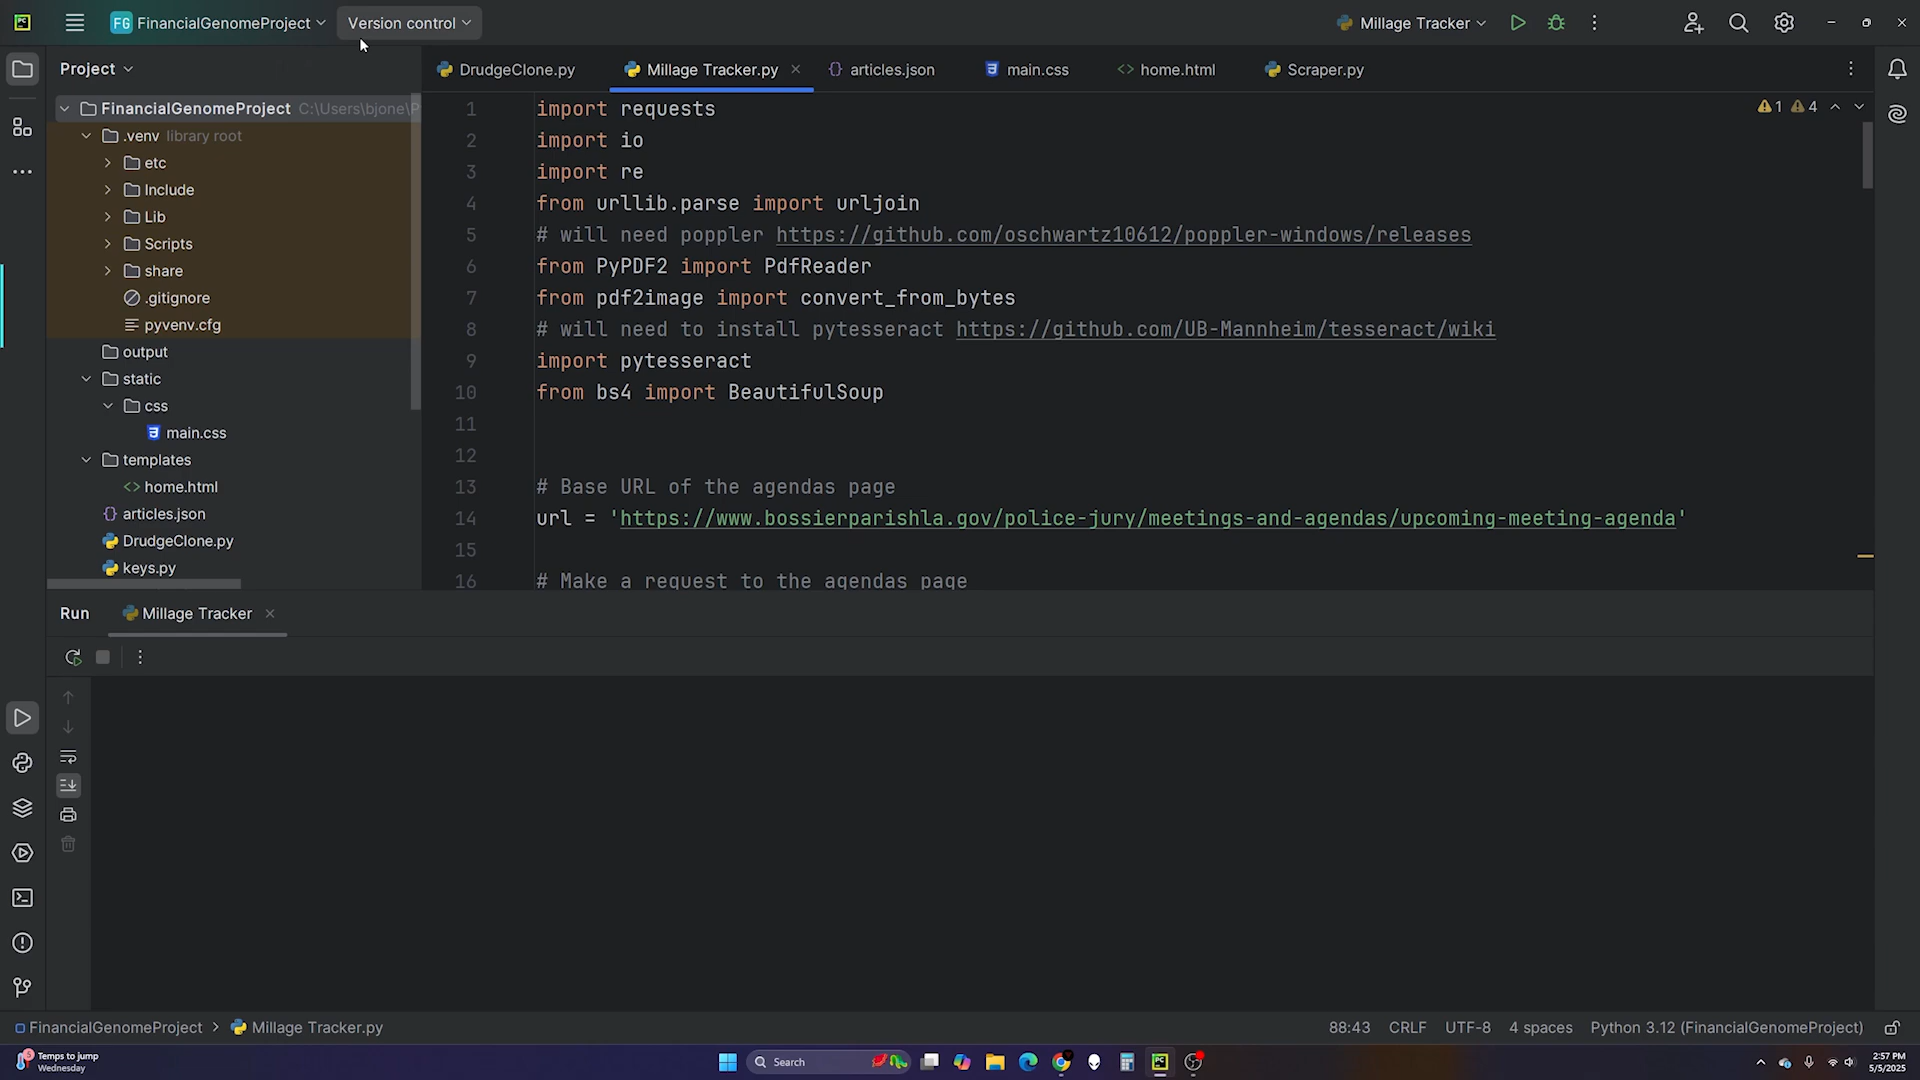 FG FinancialGenomeProject Version control Millage Tracker
Project
DrudgeClone.py Millage Tracker.py articles.json main.css home.html Scraper.py
FinancialGenomeProject C:\Users\bjone\P
.venv library root
etc
Include
Lib
Scripts
share
.gitignore
pyvenv.cfg
output
static
css
main.css
templates
home.html
articles.json
DrudgeClone.py
keys.py
1 4
1 import requests
2 import io
3 import re
4 from urllib.parse import urljoin
5 # will need poppler https://github.com/oschwartz10612/poppler-windows/releases
6 from PyPDF2 import PdfReader
7 from pdf2image import convert_from_bytes
8 # will need to install pytesseract https://github.com/UB-Mannheim/tesseract/wiki
9 import pytesseract
10 from bs4 import BeautifulSoup
11
12
13 # Base URL of the agendas page
14 url = 'https://www.bossierparishla.gov/police-jury/meetings-and-agendas/upcoming-meeting-agenda'
15
16 # Make a request to the agendas page
Run Millage Tracker
FinancialGenomeProject > Millage Tracker.py 88:43 CRLF UTF-8 4 spaces Python 3.12 (FinancialGenomeProject)
Temps to jump
Wednesday
Search
2:57 PM
5/5/2025